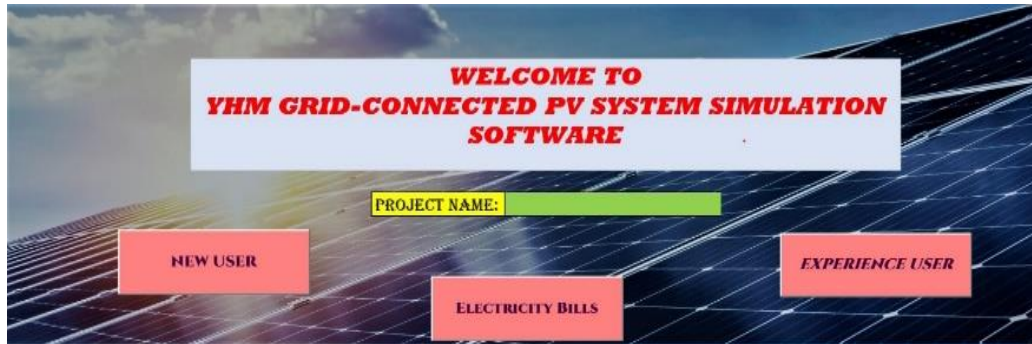 WELCOME TO
YHM GRID-CONNECTED PV SYSTEM SIMULATION
SOFTWARE
PROJECT NAME:
NEW USER
EXPERIENCE USER
ELECTRICITY BILLS